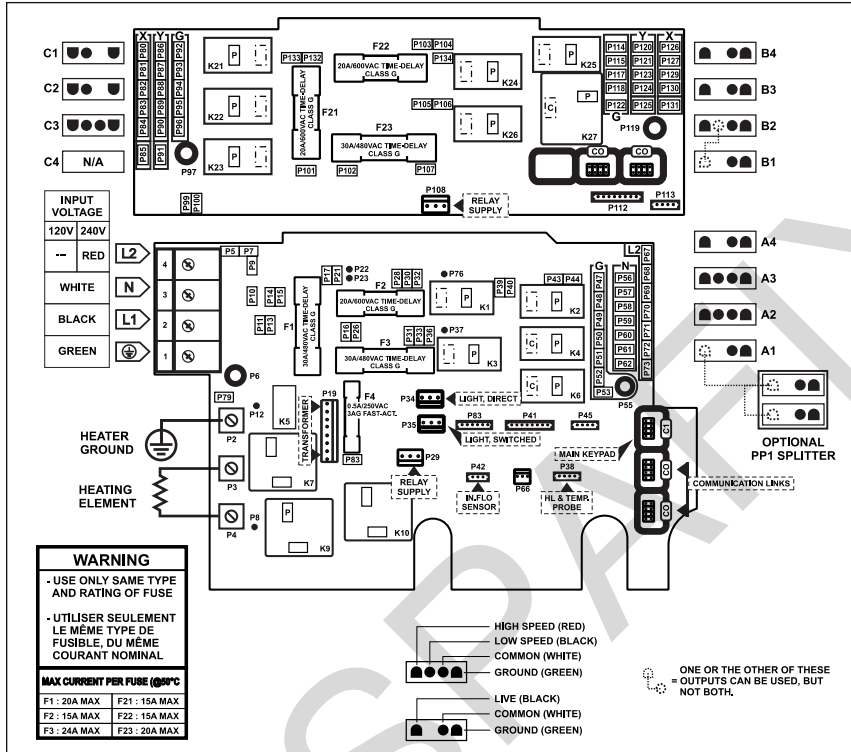 C1
C2
C3
C4 N/A
X Y G
P80 P86 P92
P81 P87 P93
P82 P88 P94
P83 P89 P95
P84 P90 P96
P85 P91
P97
P99
P100
K21
K22
K23
P133 P132
F22
20A/600VAC TIME-DELAY
CLASS G
P103 P104
P134
20A/600VAC TIME-DELAY
CLASS G
F21
P105 P106
F23
30A/480VAC TIME-DELAY
CLASS G
P101
P102
P107
K24
K26
K25
K27
P108
RELAY
SUPPLY
Y X
P114 P120 P126
P115 P121 P127
P117 P123 P129
P118 P124 P130
P122 P125 P131
G
P119
CO
CO
P112
P113
B4
B3
B2
B1
INPUT
VOLTAGE
120V 240V
--- RED
WHITE
BLACK
GREEN
L2
N
L1
4
3
2
1
P5 P7
P9
P10
P11
P13
P14
P15
P17
P21
P22
P23
F1
30A/480VAC TIME-DELAY
CLASS G
P28
P30
P32
F2
20A/600VAC TIME-DELAY
CLASS G
P16
P26
P31
P33
P36
F3
30A/480VAC TIME-DELAY
CLASS G
P76
K1
P37
K3
P39
P40
P43 P44
K2
K4
K6
L2
G N
P47 P56
P48 P57
P49 P58
P50 P59
P51 P60
P52 P61
P53 P62
P55
P67
P68
P69
P70
P71
P72
P73
A4
A3
A2
A1
OPTIONAL
PP1 SPLITTER
P6
P79
P12
P2
P3
P4
P8
K5
K7
K9
K10
P19
TRANSFORMER
F4
0.5A/250VAC
3AG FAST-ACT.
P83
P34
LIGHT, DIRECT
P35
LIGHT, SWITCHED
P29
RELAY
SUPPLY
P83
P41
P45
P42
IN.FLO
SENSOR
P66
P38
HL & TEMP.
PROBE
MAIN KEYPAD
C1
CO
CO
COMMUNICATION LINKS
HEATER
GROUND
HEATING
ELEMENT
WARNING
- USE ONLY SAME TYPE
AND RATING OF FUSE
- UTILISER SEULEMENT
LE MÊME TYPE DE
FUSIBLE, DU MÊME
COURANT NOMINAL
MAX CURRENT PER FUSE (@50°C
F1 : 20A MAX F21 : 15A MAX
F2 : 15A MAX F22 : 15A MAX
F3 : 24A MAX F23 : 20A MAX
HIGH SPEED (RED)
LOW SPEED (BLACK)
COMMON (WHITE)
GROUND (GREEN)
LIVE (BLACK)
COMMON (WHITE)
GROUND (GREEN)
ONE OR THE OTHER OF THESE
= OUTPUTS CAN BE USED, BUT
NOT BOTH.